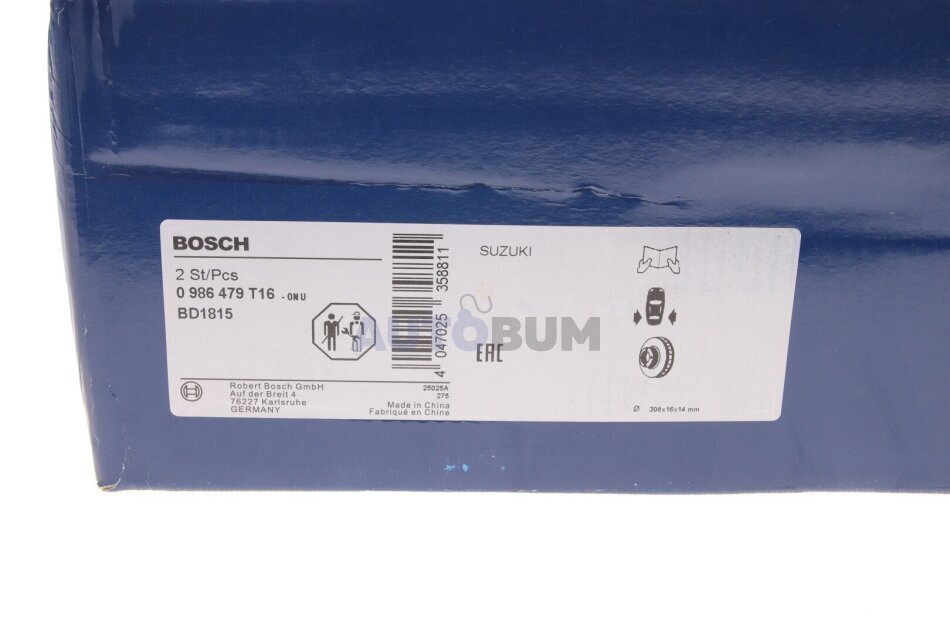 BOSCH
2 St/Pcs
0 986 479 T16 - 0NU
BD1815
Robert Bosch GmbH
Auf der Breit 4
76227 Karlsruhe
GERMANY
25025A
275
Made in China
Fabriqué en Chine
4 047025 358811
SUZUKI
EAC
Ø 308x16x14 mm
AUTOBUM